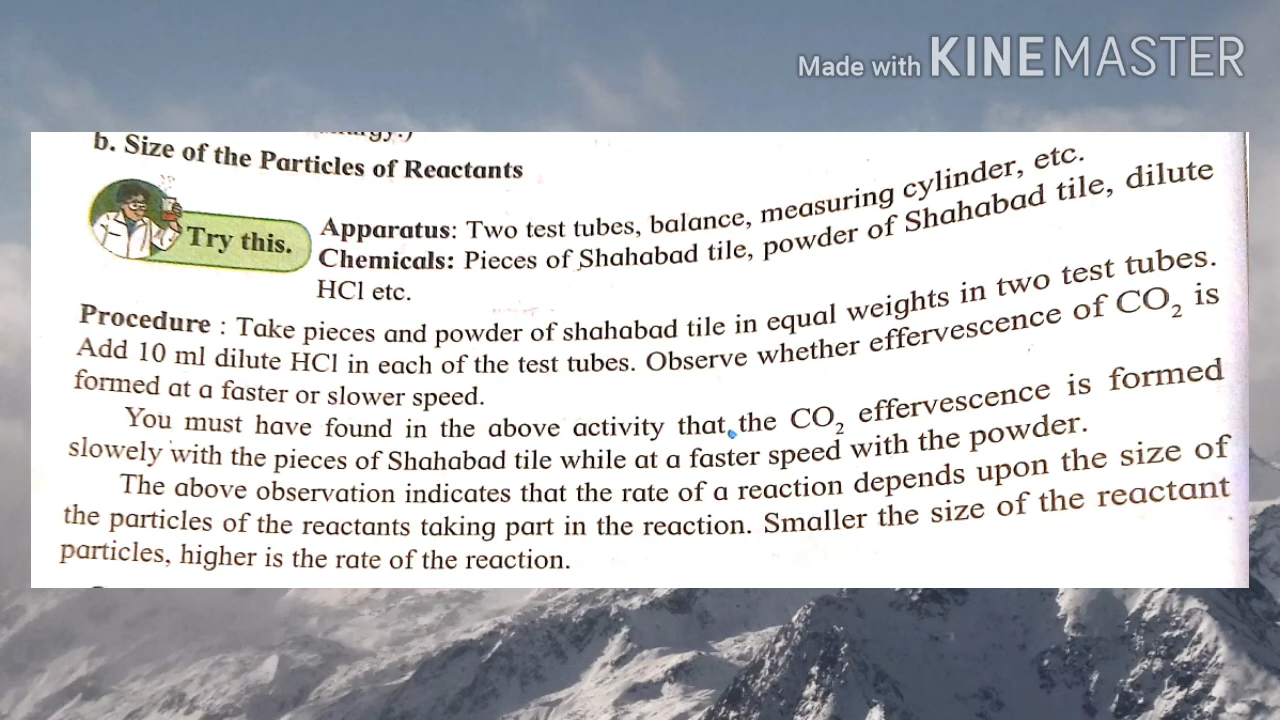 Made with KINEMASTER
b. Size of the Particles of Reactants
Try this.
Apparatus: Two test tubes, balance, measuring cylinder, etc.
Chemicals: Pieces of Shahabad tile, powder of Shahabad tile, dilute
HCl etc.
Procedure : Take pieces and powder of shahabad tile in equal weights in two test tubes.
Add 10 ml dilute HCl in each of the test tubes. Observe whether effervescence of CO₂ is
formed at a faster or slower speed.
You must have found in the above activity that the CO₂ effervescence is formed
slowely with the pieces of Shahabad tile while at a faster speed with the powder.
The above observation indicates that the rate of a reaction depends upon the size of
the particles of the reactants taking part in the reaction. Smaller the size of the reactant
particles, higher is the rate of the reaction.